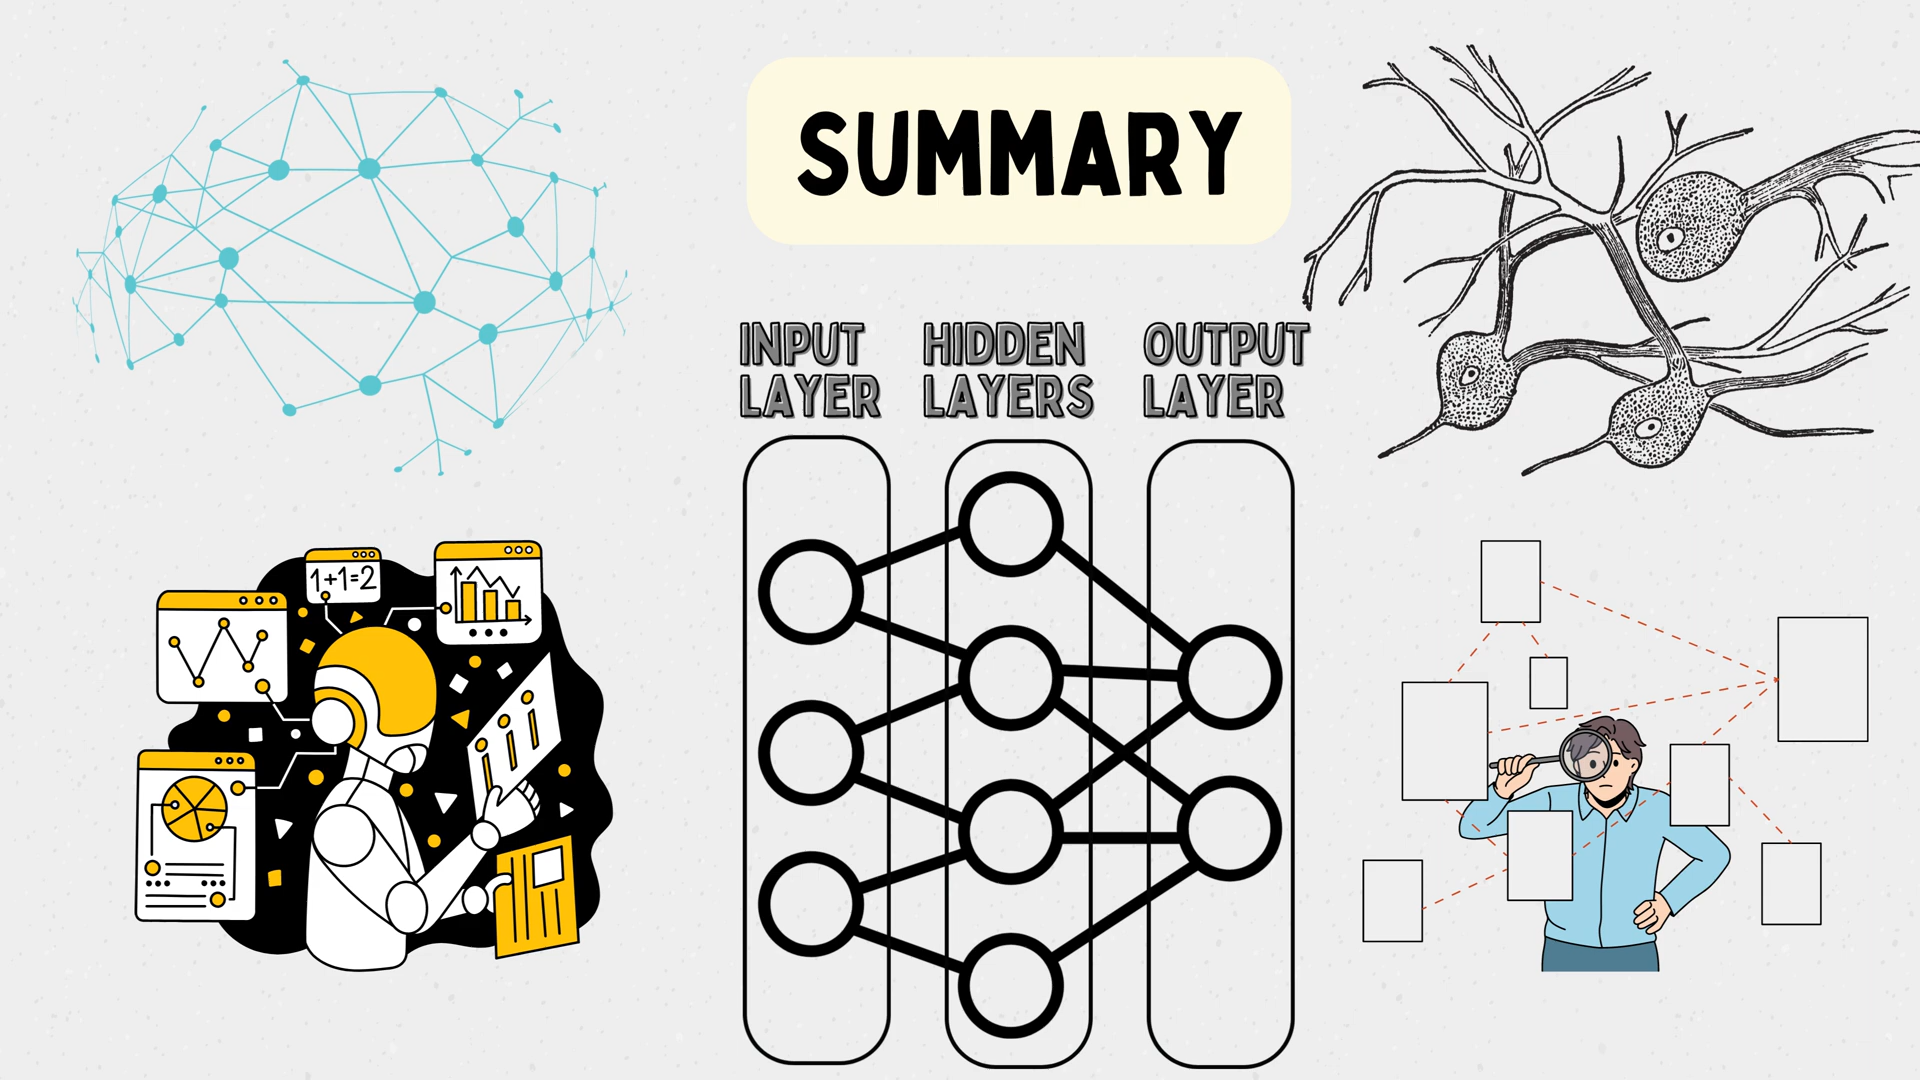 SUMMARY
INPUT
LAYER
HIDDEN
LAYERS
OUTPUT
LAYER
1+1=2